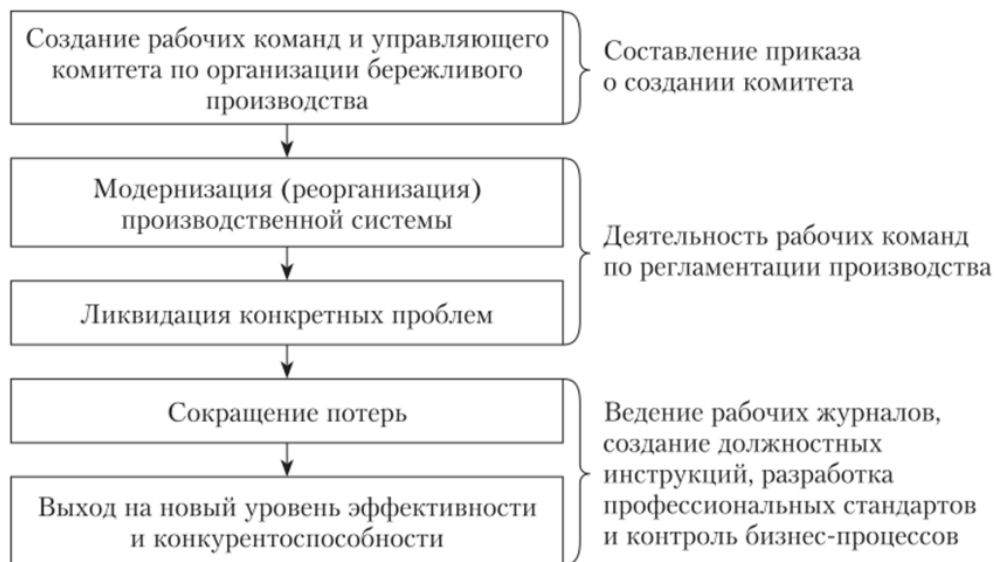 Создание рабочих команд и управляющего
комитета по организации бережливого
производства
Составление приказа
о создании комитета
Модернизация (реорганизация)
производственной системы
Ликвидация конкретных проблем
Деятельность рабочих команд
по регламентации производства
Сокращение потерь
Выход на новый уровень эффективности
и конкурентоспособности
Ведение рабочих журналов,
создание должностных
инструкций, разработка
профессиональных стандартов
и контроль бизнес-процессов